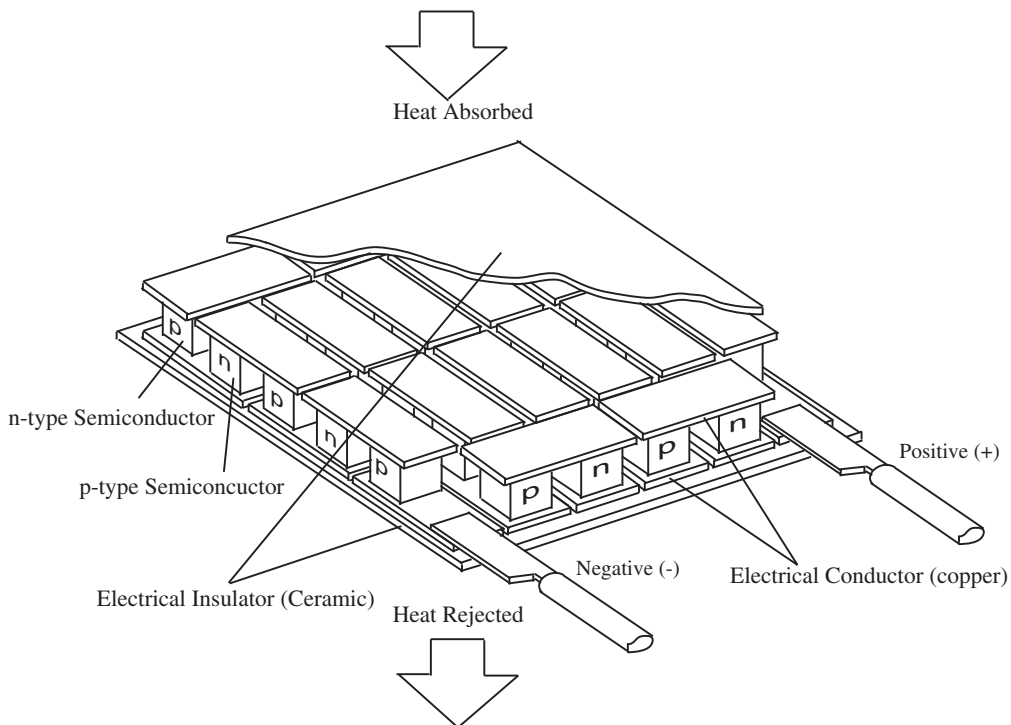 Heat Absorbed
p
n
p
n
p
p
n
p
n
n-type Semiconductor
p-type Semiconcuctor
Positive (+)
Negative (-)
Electrical Conductor (copper)
Electrical Insulator (Ceramic)
Heat Rejected